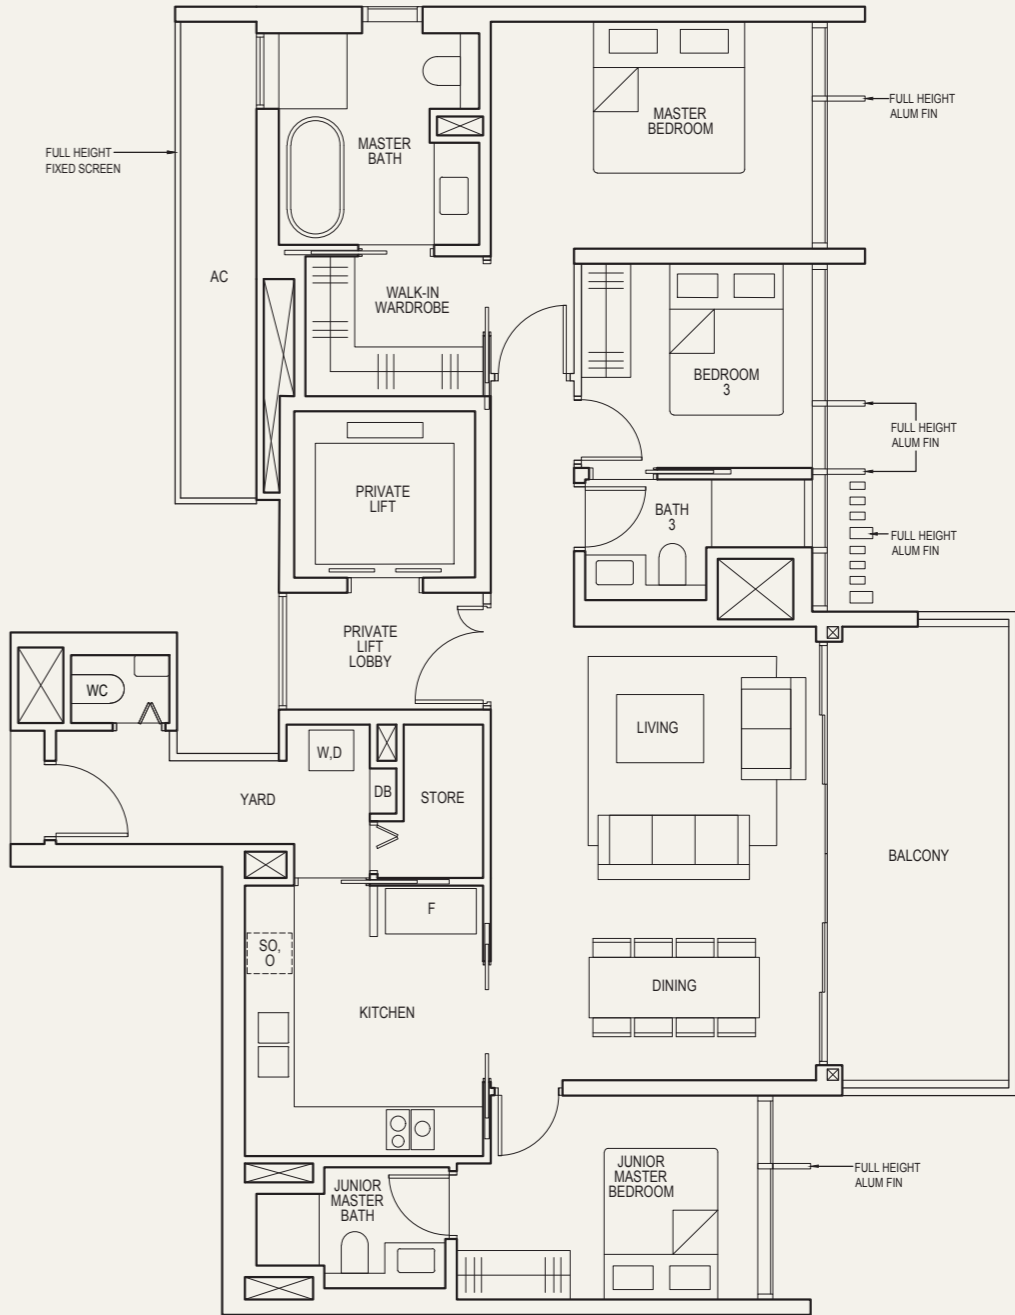 FULL HEIGHT
ALUM FIN
MASTER
BEDROOM
MASTER
BATH
FULL HEIGHT
FIXED SCREEN
AC
WALK-IN
WARDROBE
BEDROOM
3
FULL HEIGHT
ALUM FIN
PRIVATE
LIFT
BATH
3
FULL HEIGHT
ALUM FIN
PRIVATE
LIFT
LOBBY
WC
LIVING
W,D
DB
STORE
YARD
BALCONY
F
SO,
O
DINING
KITCHEN
JUNIOR
MASTER
BEDROOM
FULL HEIGHT
ALUM FIN
JUNIOR
MASTER
BATH